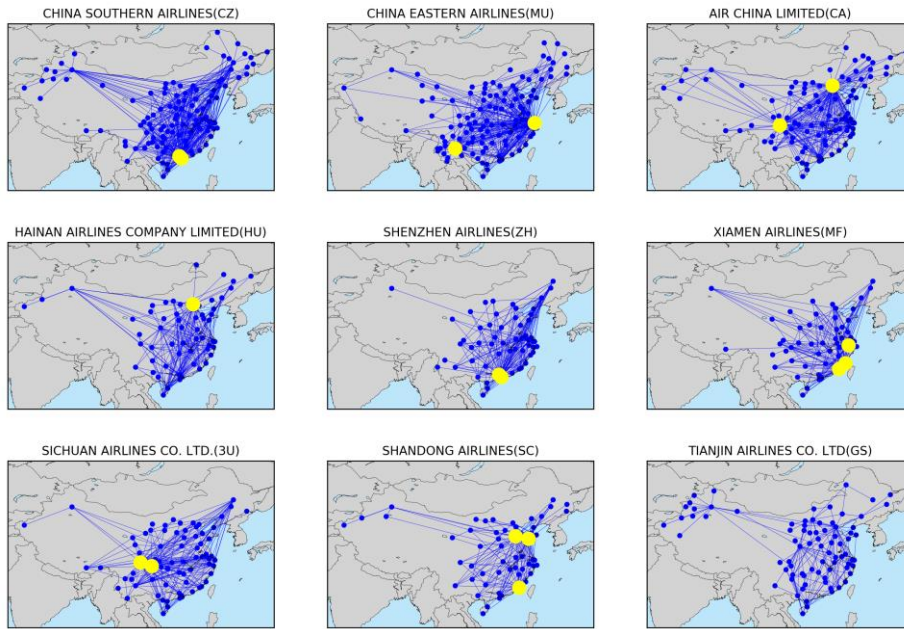 CHINA SOUTHERN AIRLINES(CZ)
CHINA EASTERN AIRLINES(MU)
AIR CHINA LIMITED(CA)
HAINAN AIRLINES COMPANY LIMITED(HU)
SHENZHEN AIRLINES(ZH)
XIAMEN AIRLINES(MF)
SICHUAN AIRLINES CO. LTD.(3U)
SHANDONG AIRLINES(SC)
TIANJIN AIRLINES CO. LTD(GS)